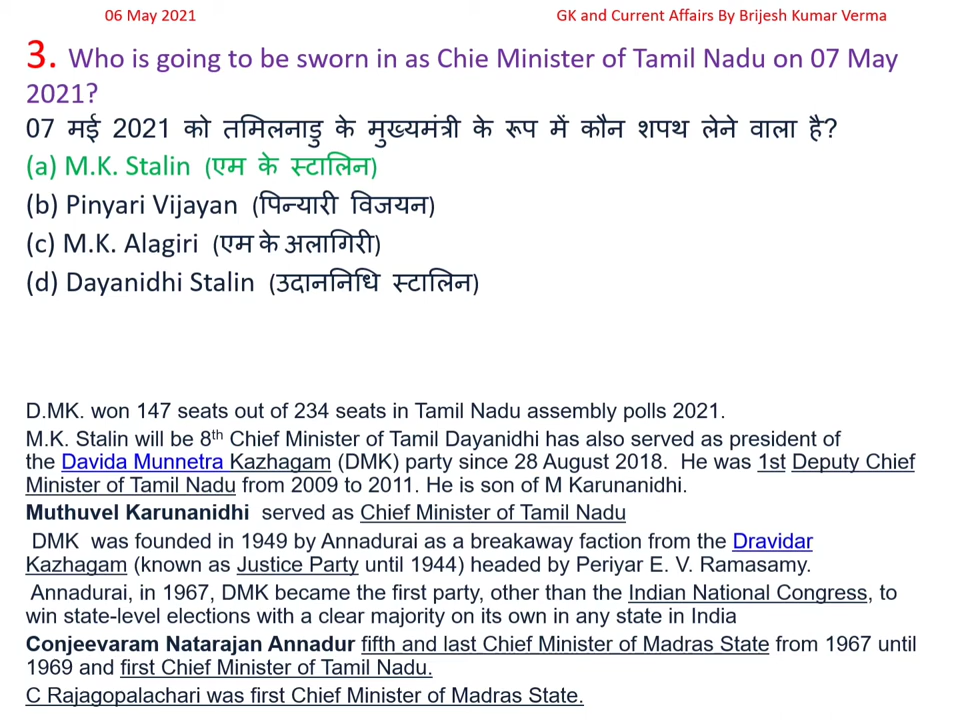 06 May 2021 GK and Current Affairs By Brijesh Kumar Verma
3. Who is going to be sworn in as Chie Minister of Tamil Nadu on 07 May
2021?
07 मई 2021 को तमिलनाडु के मुख्यमंत्री के रूप में कौन शपथ लेने वाला है?
(a) M.K. Stalin (एम के स्टालिन)
(b) Pinyari Vijayan (पिन्यारी विजयन)
(c) M.K. Alagiri (एम के अलागिरी)
(d) Dayanidhi Stalin (उदाननिधि स्टालिन)
D.MK. won 147 seats out of 234 seats in Tamil Nadu assembly polls 2021.
M.K. Stalin will be 8th Chief Minister of Tamil Dayanidhi has also served as president of
the Davida Munnetra Kazhagam (DMK) party since 28 August 2018. He was 1st Deputy Chief
Minister of Tamil Nadu from 2009 to 2011. He is son of M Karunanidhi.
Muthuvel Karunanidhi served as Chief Minister of Tamil Nadu
DMK was founded in 1949 by Annadurai as a breakaway faction from the Dravidar
Kazhagam (known as Justice Party until 1944) headed by Periyar E. V. Ramasamy.
Annadurai, in 1967, DMK became the first party, other than the Indian National Congress, to
win state-level elections with a clear majority on its own in any state in India
Conjeevaram Natarajan Annadur fifth and last Chief Minister of Madras State from 1967 until
1969 and first Chief Minister of Tamil Nadu.
C Rajagopalachari was first Chief Minister of Madras State.